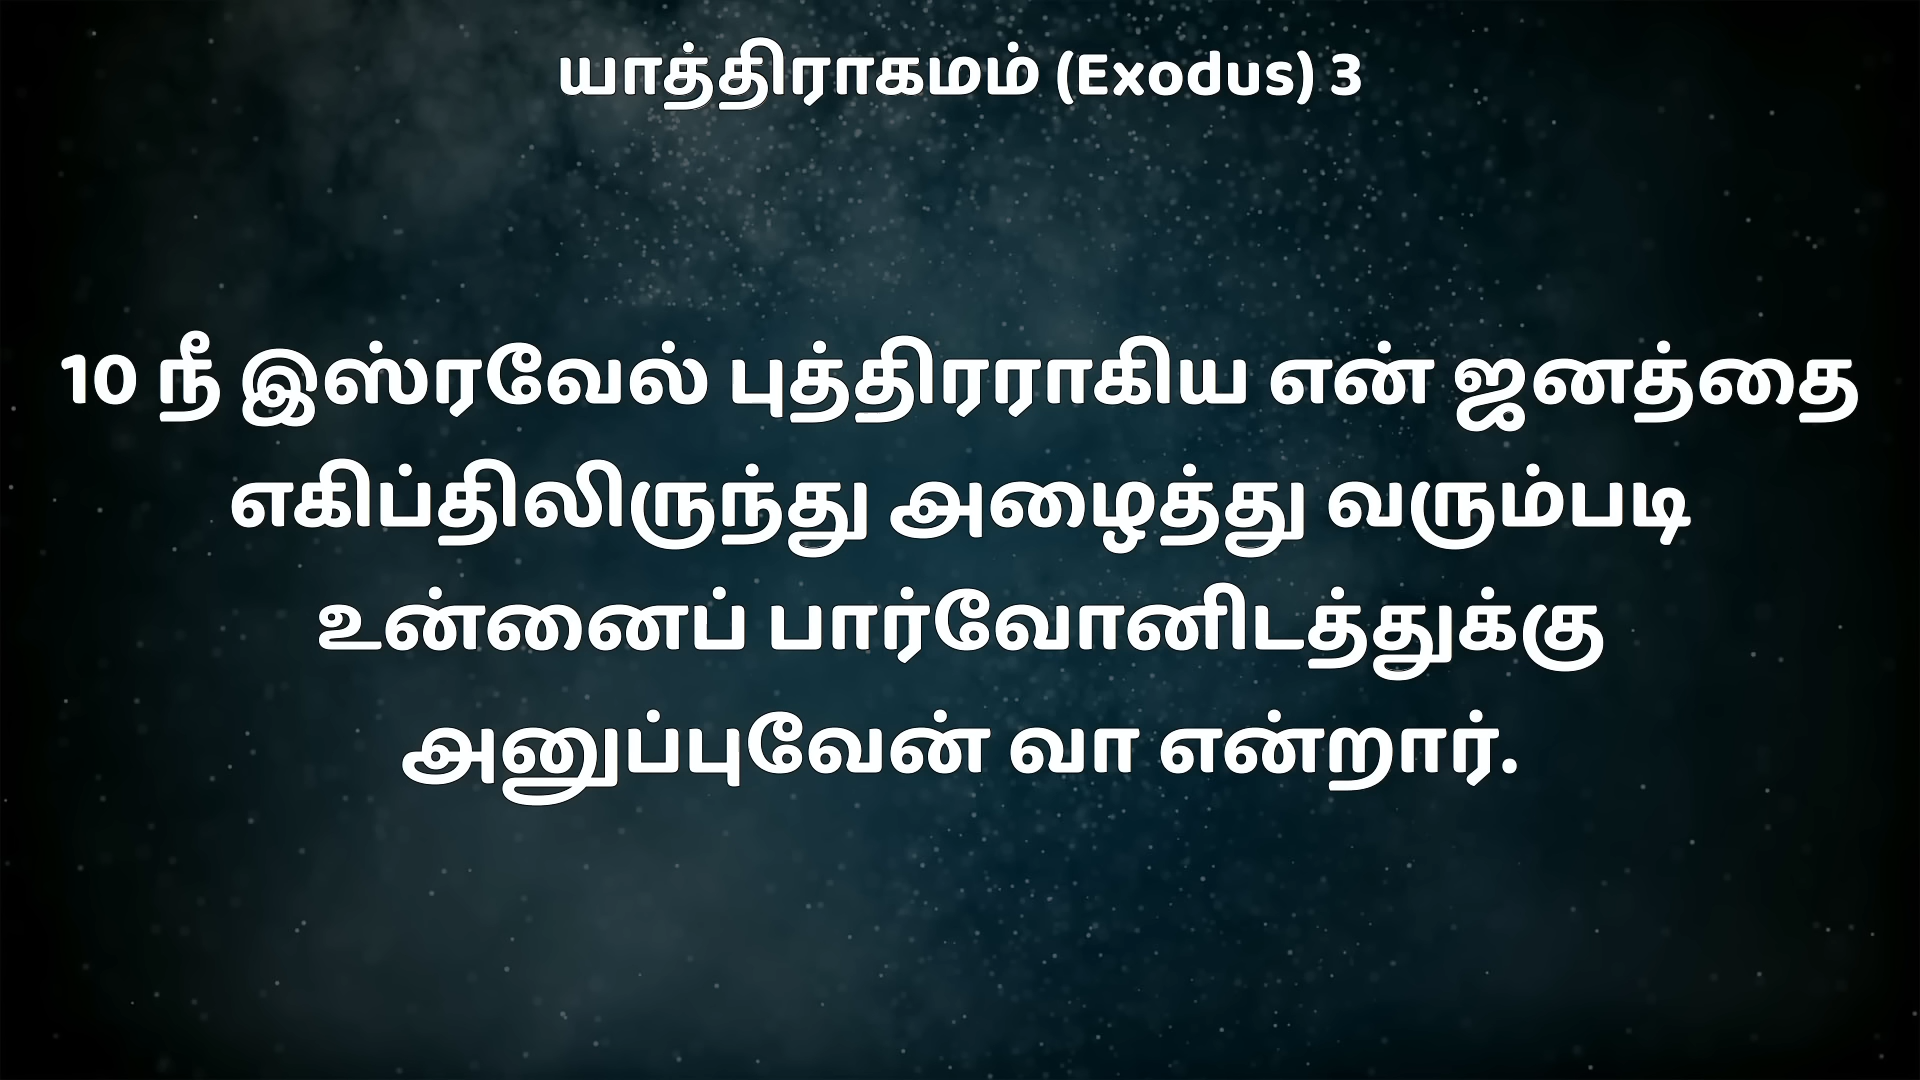 யாத்திராகமம் (Exodus) 3
10 நீ இஸ்ரவேல் புத்திரராகிய என் ஜனத்தை
எகிப்திலிருந்து அழைத்து வரும்படி
உன்னைப் பார்வோனிடத்துக்கு
அனுப்புவேன் வா என்றார்.